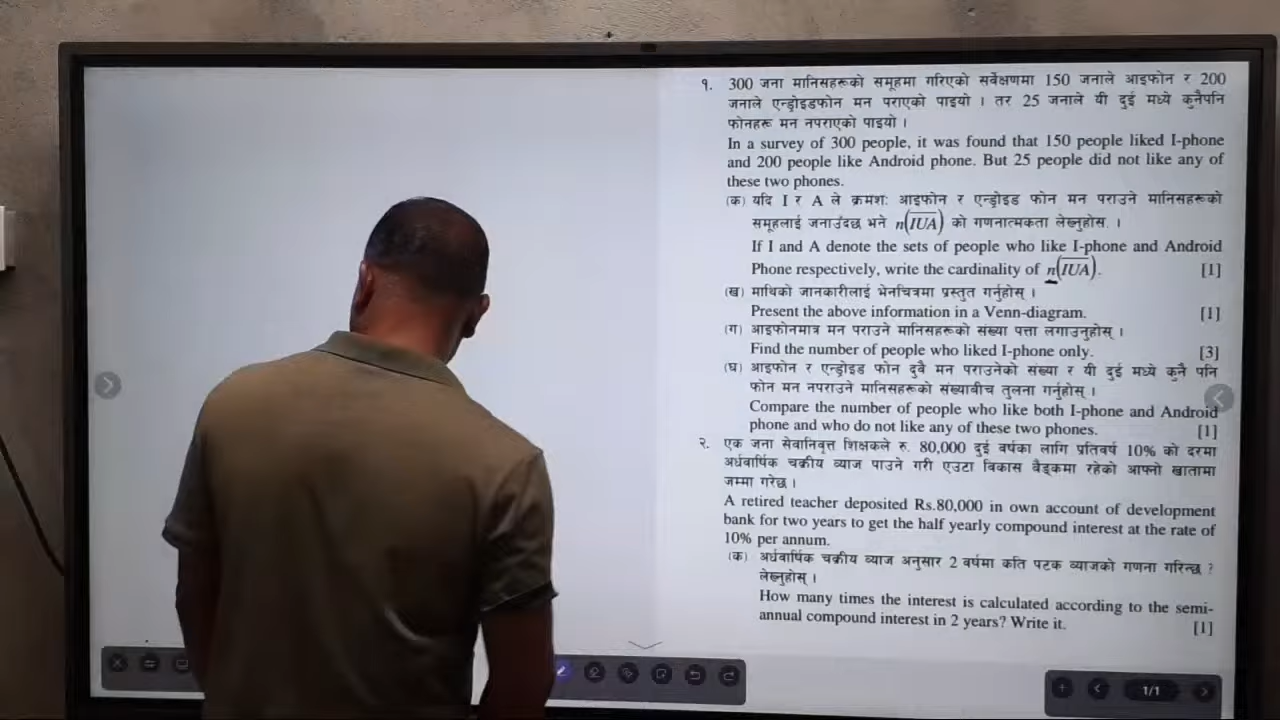 १. 300 जना मानिसहरूको समूहमा गरिएको सर्वेक्षणमा 150 जनाले आइफोन र 200
जनाले एन्ड्रोइडफोन मन पराएको पाइयो । तर 25 जनाले यी दुई मध्ये कुनैपनि
फोनहरू मन नपराएको पाइयो ।
In a survey of 300 people, it was found that 150 people liked I-phone
and 200 people like Android phone. But 25 people did not like any of
these two phones.
(क) यदि I र A ले क्रमशः आइफोन र एन्ड्रोइड फोन मन पराउने मानिसहरूको
समूहलाई जनाउँदछ भने n(\overline{IUA}) को गणनात्मकता लेख्नुहोस् ।
If I and A denote the sets of people who like I-phone and Android
Phone respectively, write the cardinality of n(\overline{IUA}). [1]
(ख) माथिको जानकारीलाई भेनचित्रमा प्रस्तुत गर्नुहोस् ।
Present the above information in a Venn-diagram. [1]
(ग) आइफोनमात्र मन पराउने मानिसहरूको संख्या पत्ता लगाउनुहोस् ।
Find the number of people who liked I-phone only. [3]
(घ) आइफोन र एन्ड्रोइड फोन दुबै मन पराउनेको संख्या र यी दुई मध्ये कुनै पनि
फोन मन नपराउने मानिसहरूको संख्याबीच तुलना गर्नुहोस् ।
Compare the number of people who like both I-phone and Android
phone and who do not like any of these two phones. [1]
२. एक जना सेवानिवृत्त शिक्षकले रु. 80,000 दुई वर्षका लागि प्रतिवर्ष 10% को दरमा
अर्धवार्षिक चक्रीय व्याज पाउने गरी एउटा विकास बैङ्कमा रहेको आफ्नो खातामा
जम्मा गरेछ ।
A retired teacher deposited Rs.80,000 in own account of development
bank for two years to get the half yearly compound interest at the rate of
10% per annum.
(क) अर्धवार्षिक चक्रीय व्याज अनुसार 2 वर्षमा कति पटक व्याजको गणना गरिन्छ ?
लेख्नुहोस् ।
How many times the interest is calculated according to the semi-
annual compound interest in 2 years? Write it. [1]
1/1